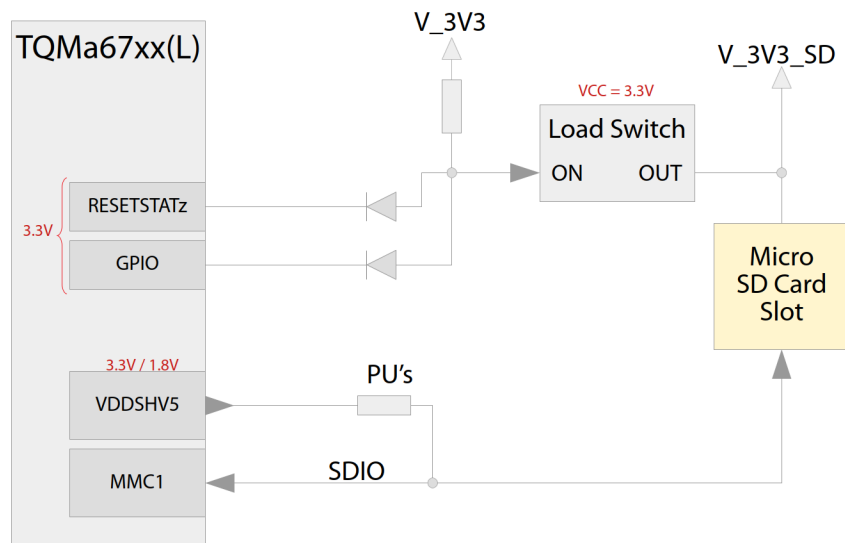 TQMa67xx(L)
V_3V3
V_3V3_SD
VCC = 3.3V
Load Switch
ON
OUT
RESETSTATz
3.3V
GPIO
Micro
SD Card
Slot
3.3V / 1.8V
VDDSHV5
PU's
MMC1
SDIO